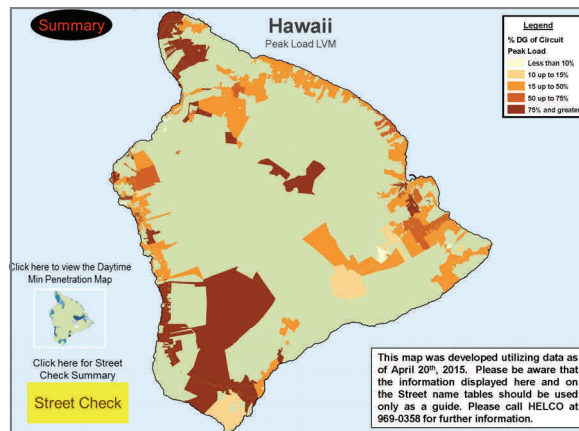 Summary
Hawaii
Peak Load LVM
Legend
% DG of Circuit
Peak Load
Less than 10%
10 up to 15%
15 up to 50%
50 up to 75%
75% and greater
Click here to view the Daytime
Min Penetration Map
Click here for Street
Check Summary
Street Check
This map was developed utilizing data as
of April 20th, 2015. Please be aware that
the information displayed here and on
the Street name tables should be used
only as a guide. Please call HELCO at
969-0358 for further information.